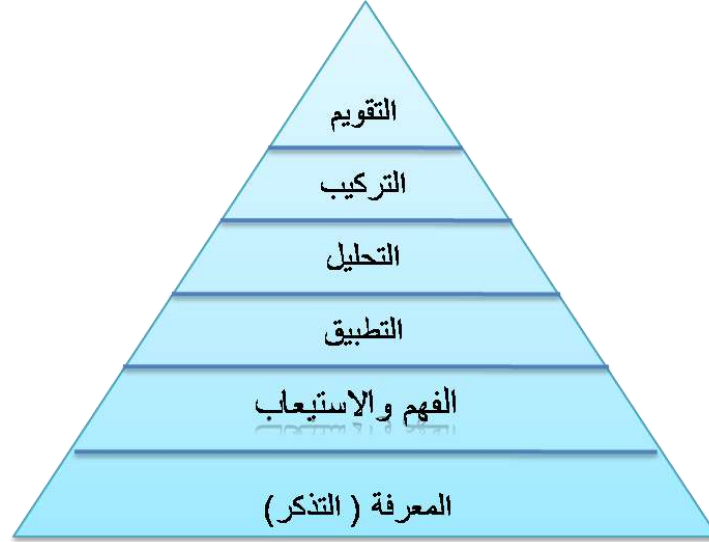 التقويم
التركيب
التحليل
التطبيق
الفهم والاستيعاب
المعرفة ( التذكر)